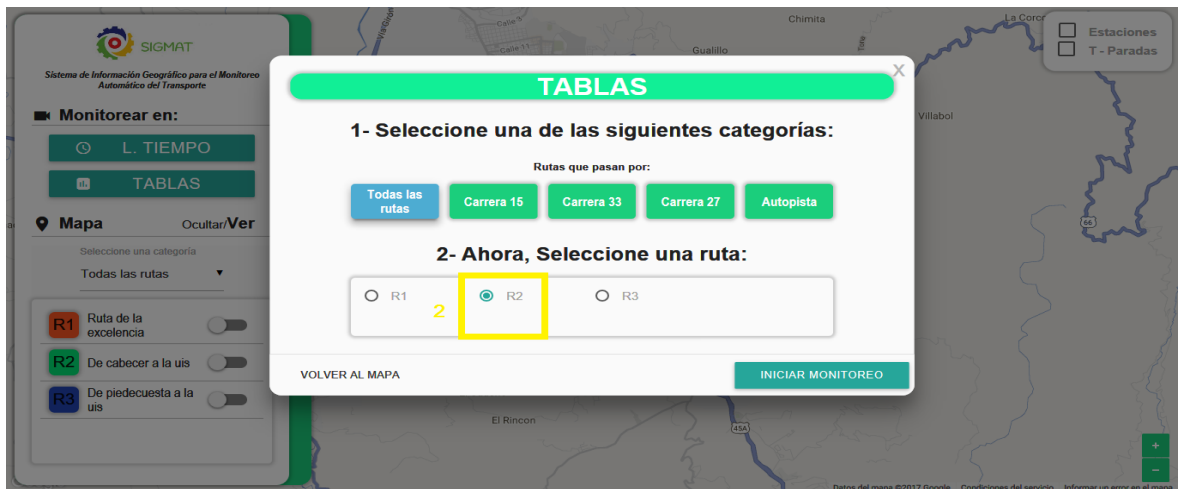 SIGMAT
Sistema de Información Geográfico para el Monitoreo
Automático del Transporte
Monitorear en:
L. TIEMPO
TABLAS
Mapa
Ocultar/Ver
Seleccione una categoria
Todas las rutas
R1
Ruta de la
excelencia
R2
De cabecer a la uis
R3
De piedecuesta a la
uis
X
TABLAS
1- Seleccione una de las siguientes categorías:
Rutas que pasan por:
Todas las
rutas
Carrera 15
Carrera 33
Carrera 27
Autopista
2- Ahora, Seleccione una ruta:
R1
2
R2
R3
VOLVER AL MAPA
INICIAR MONITOREO
Calle 11
Chimita
Gualillo
Villabol
66
El Rincon
45A
Estaciones
T - Paradas
+
−
Datos del mapa ©2017 Google
Condiciones del servicio
Informar un error en el mapa